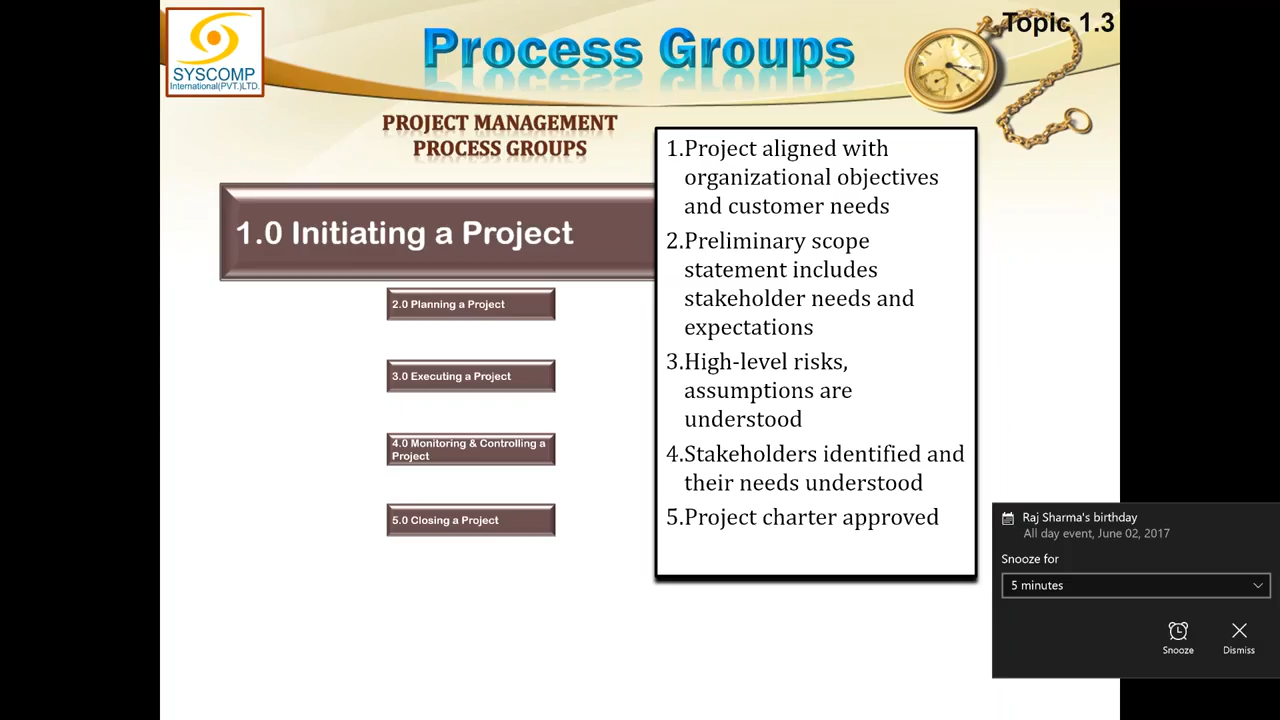 Topic 1.3
SYSCOMP
International(PVT.)LTD.
Process Groups
PROJECT MANAGEMENT
PROCESS GROUPS
1.0 Initiating a Project
2.0 Planning a Project
3.0 Executing a Project
4.0 Monitoring & Controlling a
Project
5.0 Closing a Project
1.Project aligned with
organizational objectives
and customer needs
2.Preliminary scope
statement includes
stakeholder needs and
expectations
3.High-level risks,
assumptions are
understood
4.Stakeholders identified and
their needs understood
5.Project charter approved
Raj Sharma's birthday
All day event, June 02, 2017
Snooze for
5 minutes
Snooze
Dismiss